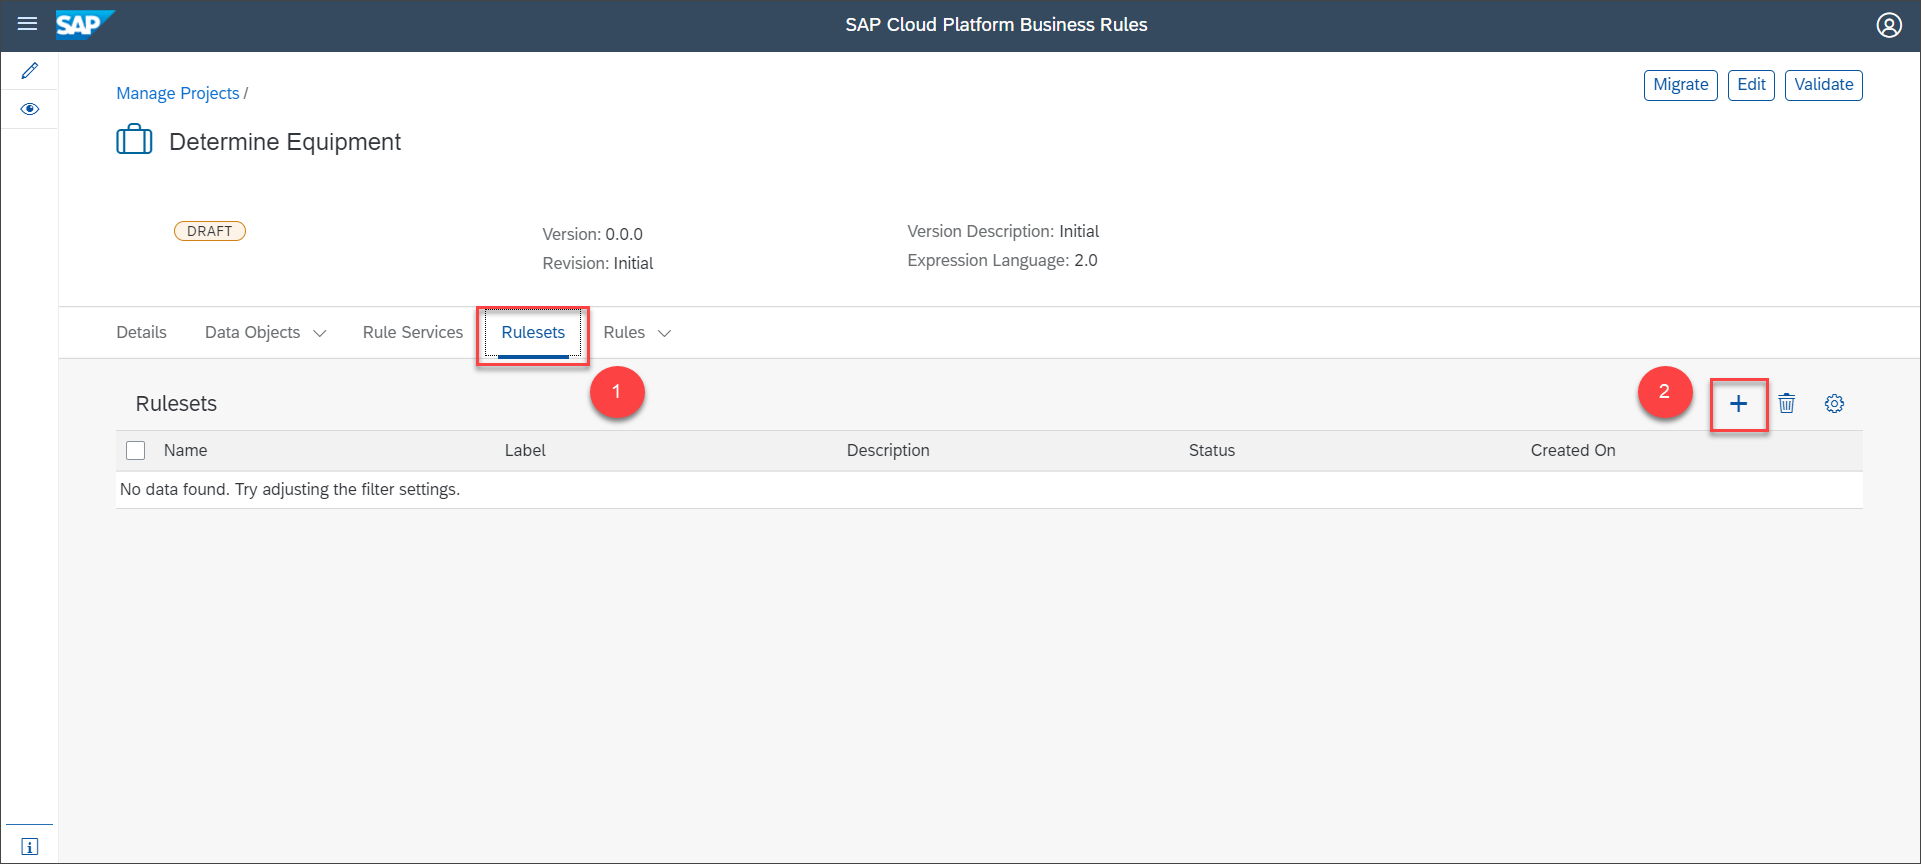 SAP
SAP Cloud Platform Business Rules
Manage Projects /
Migrate
Edit
Validate
Determine Equipment
DRAFT
Version: 0.0.0
Revision: Initial
Version Description: Initial
Expression Language: 2.0
Details
Data Objects
Rule Services
Rulesets
Rules
1
Rulesets
2
Name
Label
Description
Status
Created On
No data found. Try adjusting the filter settings.